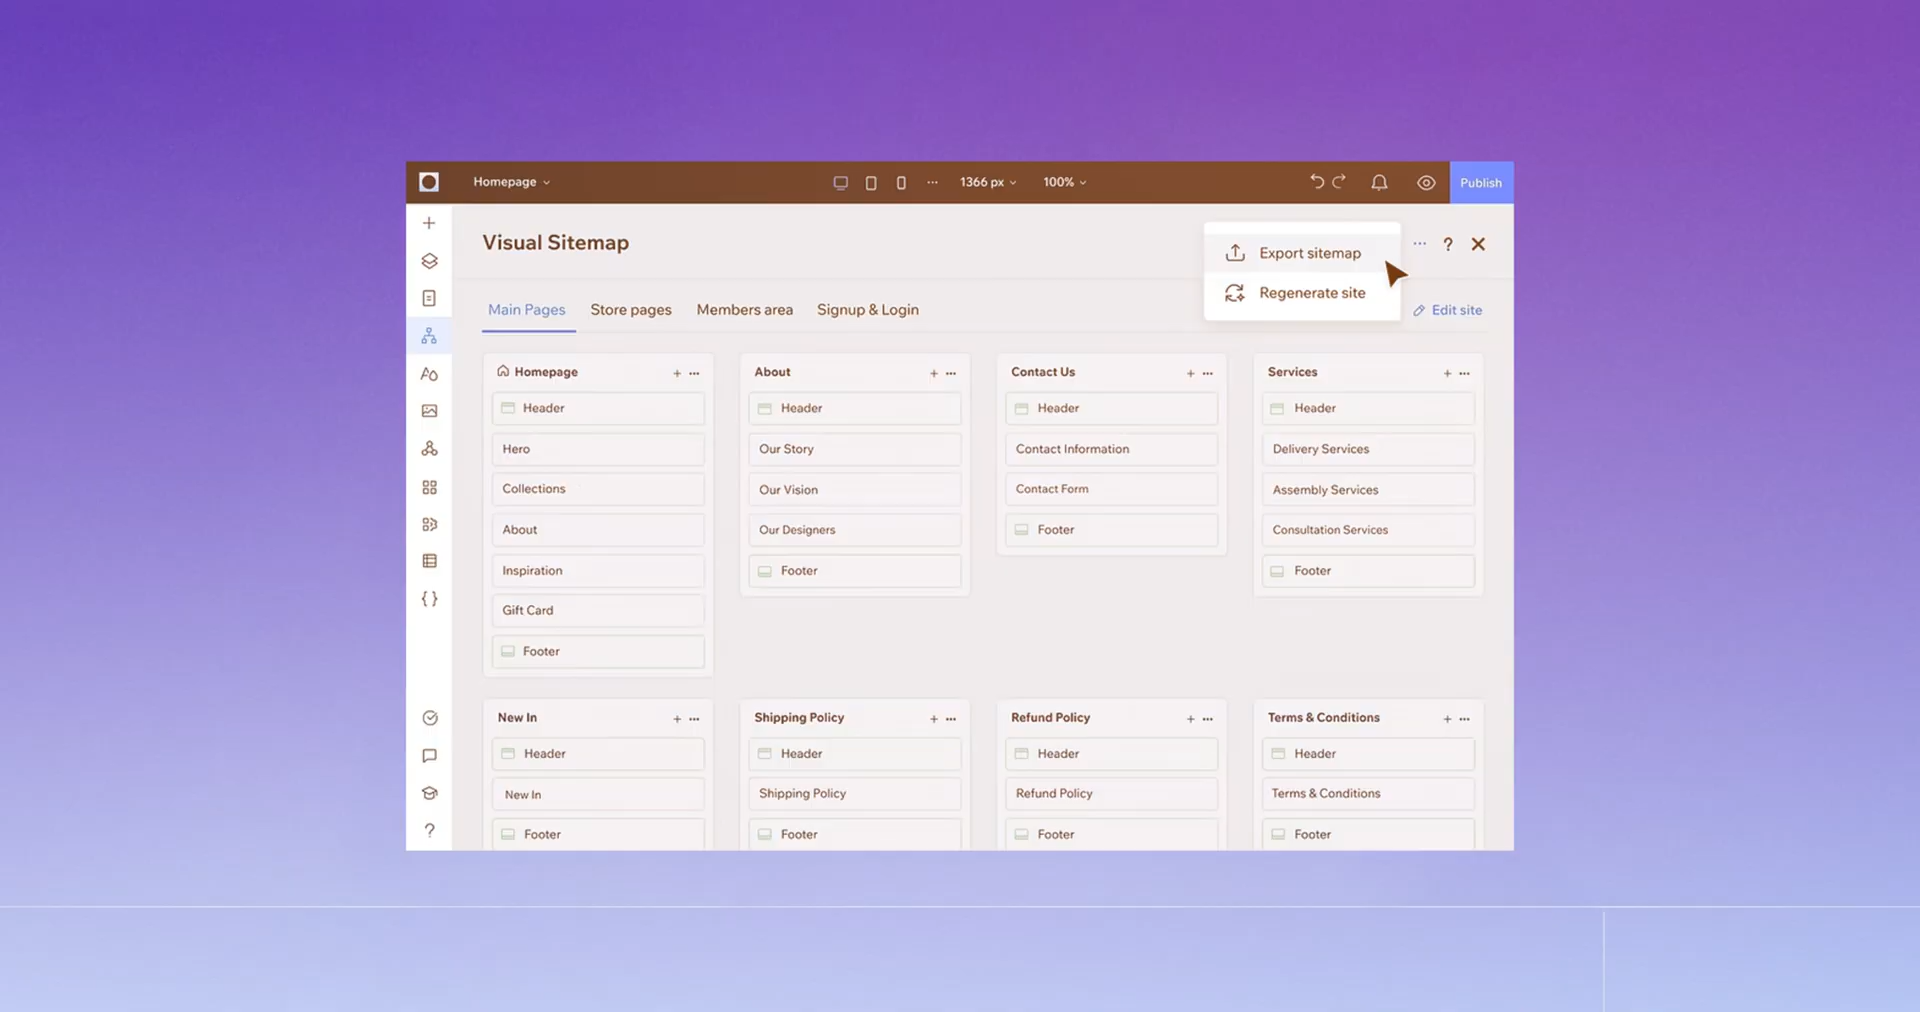 Homepage
1366 px
100%
Publish
Visual Sitemap
Export sitemap
Regenerate site
?
Main Pages
Store pages
Members area
Signup & Login
Edit site
Homepage
Header
Hero
Collections
About
Inspiration
Gift Card
Footer
About
Header
Our Story
Our Vision
Our Designers
Footer
Contact Us
Header
Contact Information
Contact Form
Footer
Services
Header
Delivery Services
Assembly Services
Consultation Services
Footer
New In
Header
New In
Footer
Shipping Policy
Header
Shipping Policy
Footer
Refund Policy
Header
Refund Policy
Footer
Terms & Conditions
Header
Terms & Conditions
Footer
?